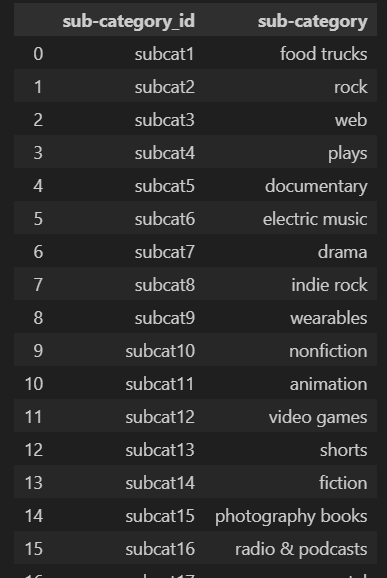 sub-category_id sub-category
0 subcat1 food trucks
1 subcat2 rock
2 subcat3 web
3 subcat4 plays
4 subcat5 documentary
5 subcat6 electric music
6 subcat7 drama
7 subcat8 indie rock
8 subcat9 wearables
9 subcat10 nonfiction
10 subcat11 animation
11 subcat12 video games
12 subcat13 shorts
13 subcat14 fiction
14 subcat15 photography books
15 subcat16 radio & podcasts